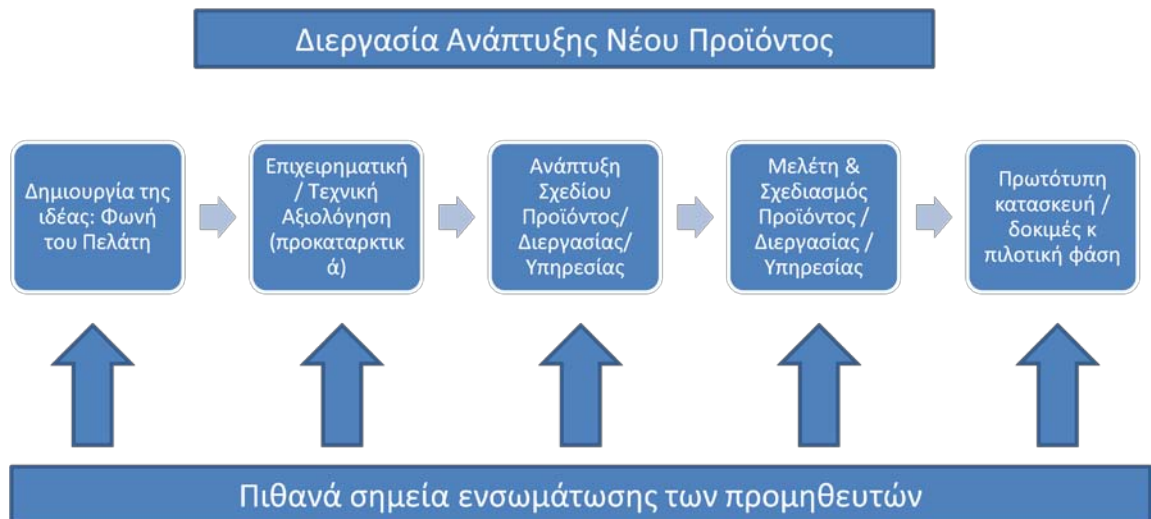 Διεργασία Ανάπτυξης Νέου Προϊόντος
Δημιουργία της
ιδέας: Φωνή
του Πελάτη
Επιχειρηματική
/ Τεχνική
Αξιολόγηση
(προκαταρκτικ
ά)
Ανάπτυξη
Σχεδίου
Προϊόντος/
Διεργασίας/
Υπηρεσίας
Μελέτη &
Σχεδιασμός
Προϊόντος /
Διεργασίας /
Υπηρεσίας
Πρωτότυπη
κατασκευή /
δοκιμές κ
πιλοτική φάση
Πιθανά σημεία ενσωμάτωσης των προμηθευτών